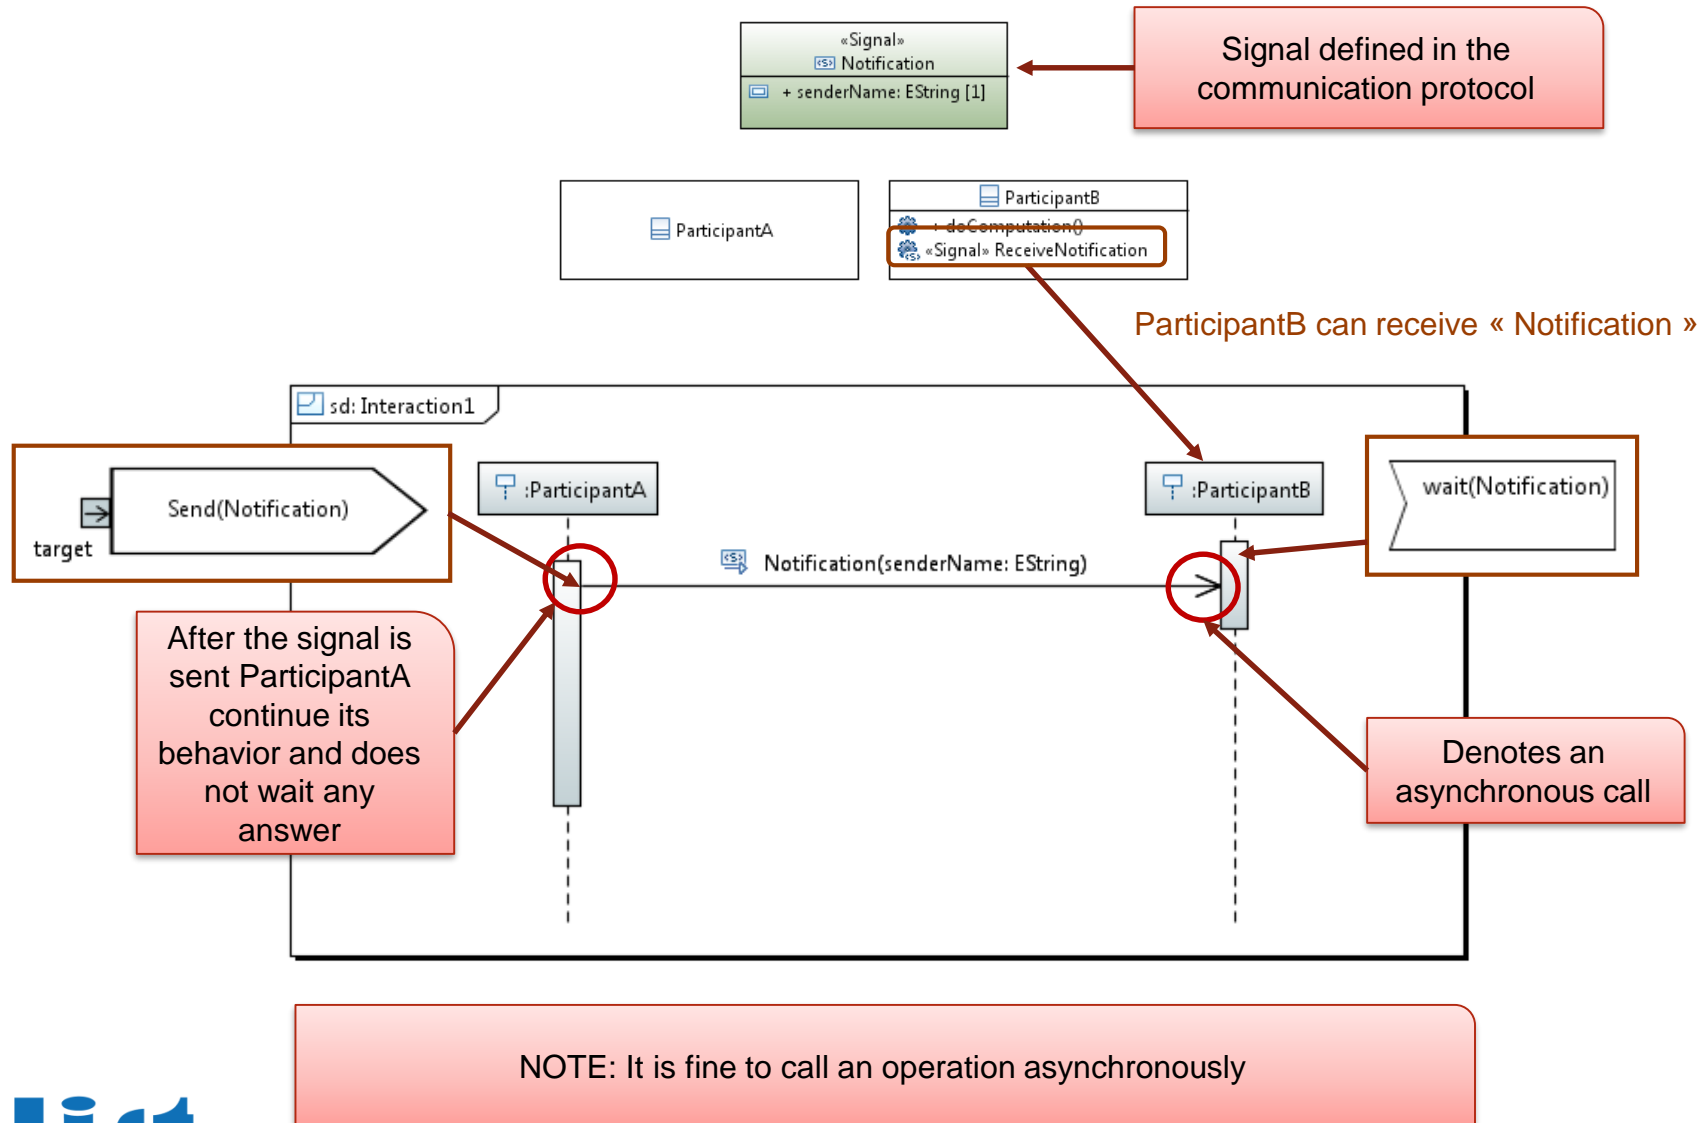 «Signal»
Notification
+ senderName: EString [1]
Signal defined in the
communication protocol
ParticipantA
ParticipantB
+ doComputation()
«Signal» ReceiveNotification
ParticipantB can receive « Notification »
sd: Interaction1
Send(Notification)
target
:ParticipantA
:ParticipantB
wait(Notification)
Notification(senderName: EString)
After the signal is
sent ParticipantA
continue its
behavior and does
not wait any
answer
Denotes an
asynchronous call
NOTE: It is fine to call an operation asynchronously